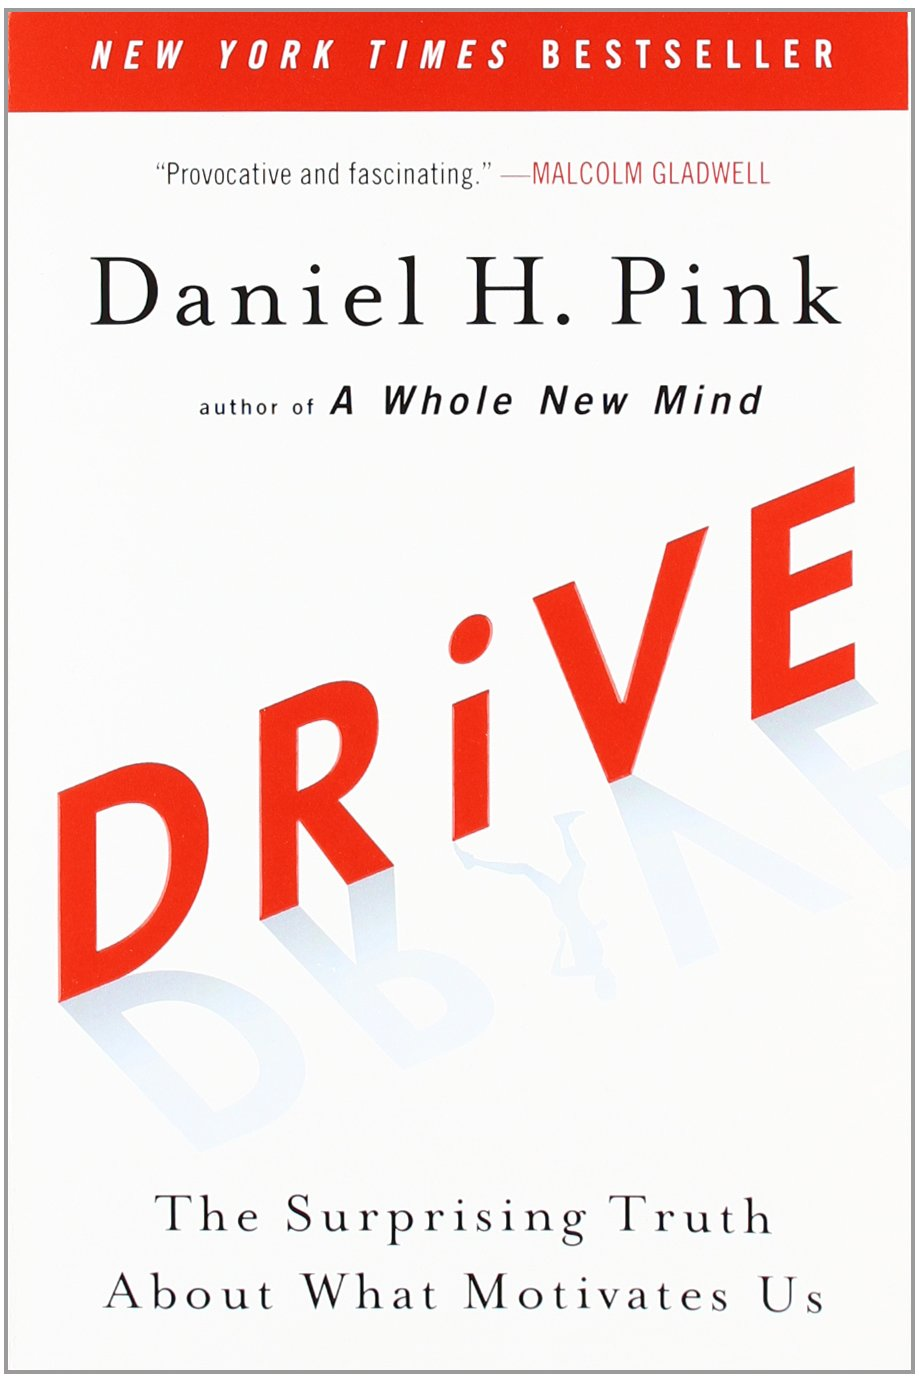 NEW YORK TIMES BESTSELLER
“Provocative and fascinating.” —MALCOLM GLADWELL
Daniel H. Pink
author of A Whole New Mind
DRiVE
The Surprising Truth
About What Motivates Us